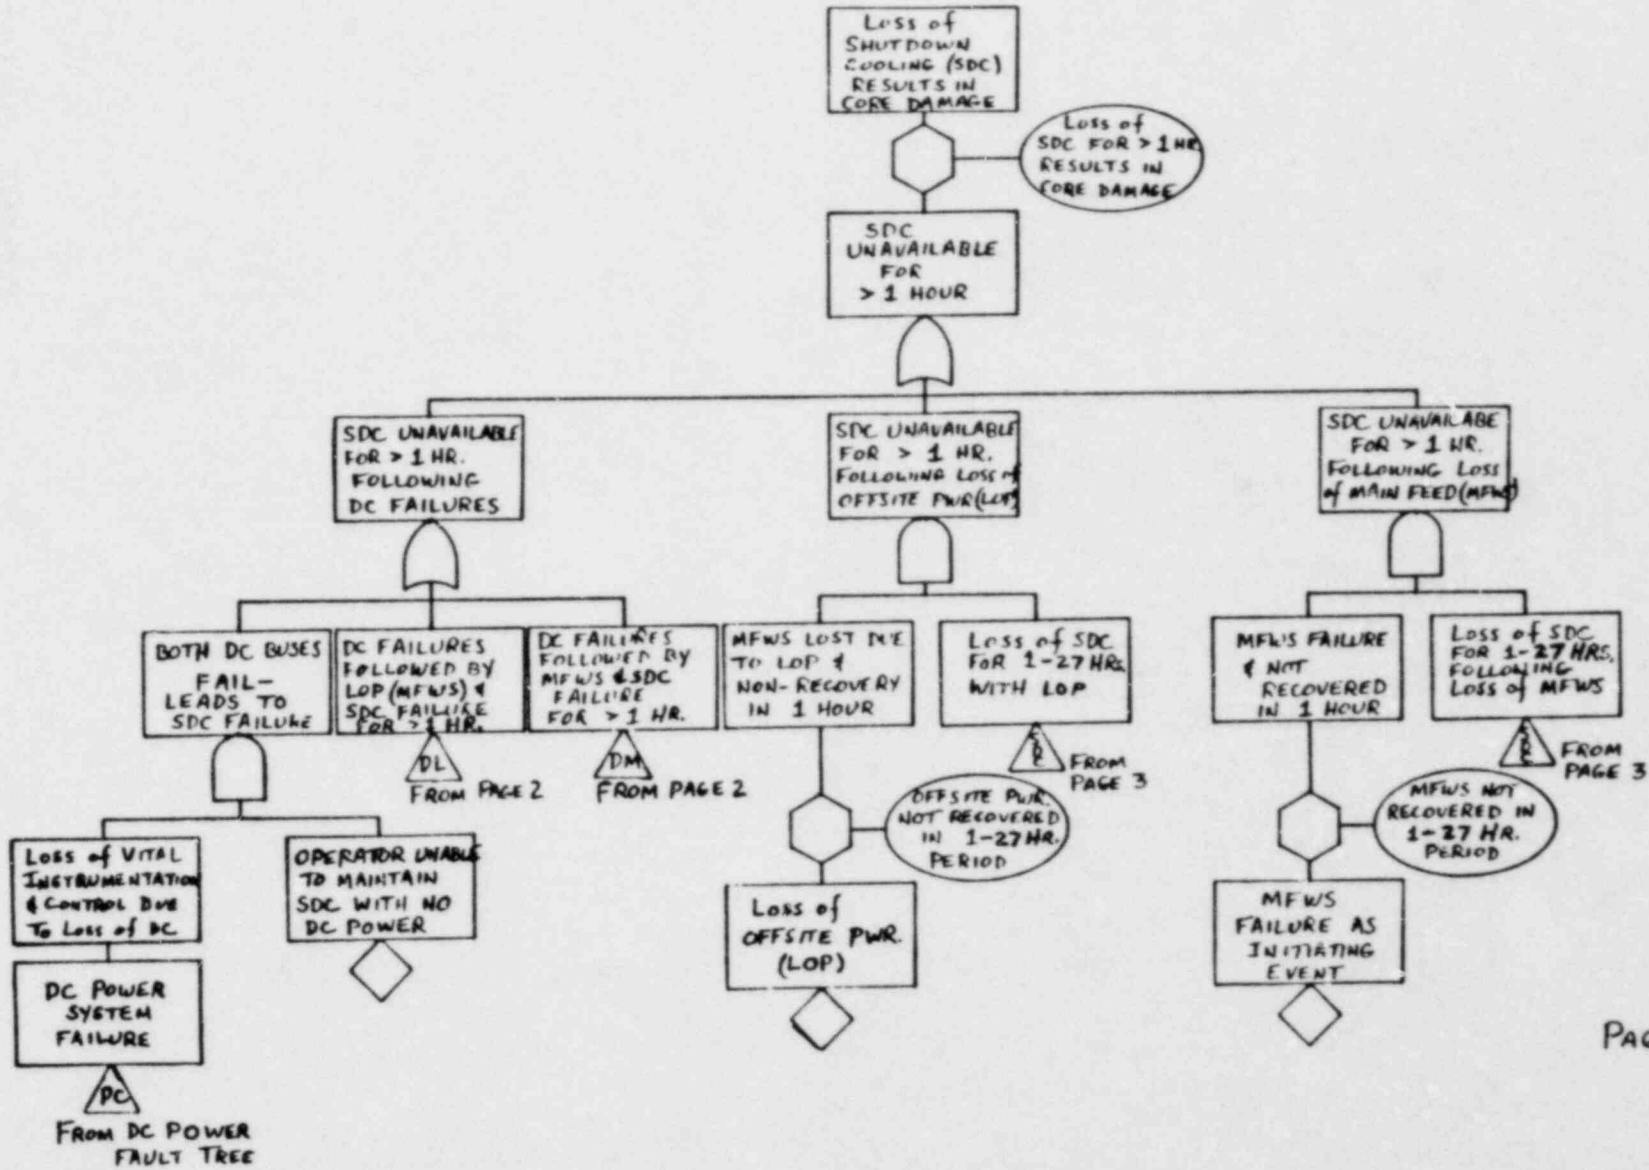 Loss of
SHUTDOWN
COOLING (SDC)
RESULTS IN
CORE DAMAGE
Loss of
SDC FOR > 1 HR
RESULTS IN
CORE DAMAGE
SDC
UNAVAILABLE
FOR
> 1 HOUR
SDC UNAVAILABLE
FOR > 1 HR.
FOLLOWING
DC FAILURES
SDC UNAVAILABLE
FOR > 1 HR.
FOLLOWING LOSS of
OFFSITE PWR (LOP)
SDC UNAVAILABE
FOR > 1 HR.
FOLLOWING LOSS
of MAIN FEED (MFWS)
BOTH DC BUSES
FAIL-
LEADS TO
SDC FAILURE
DC FAILURES
FOLLOWED BY
LOP (MFWS) &
SDC FAILURE
FOR > 1 HR.
DL
FROM PAGE 2
DC FAILURES
FOLLOWED BY
MFWS & SDC
FAILURE
FOR > 1 HR.
DM
FROM PAGE 2
MFWS LOST DUE
TO LOP &
NON-RECOVERY
IN 1 HOUR
Loss of SDC
FOR 1-27 HRS.
WITH LOP
FROM
PAGE 3
MFWS FAILURE
& NOT
RECOVERED
IN 1 HOUR
Loss of SDC
FOR 1-27 HRS.
FOLLOWING
LOSS of MFWS
FROM
PAGE 3
OFFSITE PWR.
NOT RECOVERED
IN 1-27 HR.
PERIOD
MFWS NOT
RECOVERED IN
1-27 HR.
PERIOD
Loss of VITAL
INSTRUMENTATION
& CONTROL DUE
To Loss of DC
OPERATOR UNABLE
TO MAINTAIN
SDC WITH NO
DC POWER
Loss of
OFFSITE PWR.
(LOP)
MFWS
FAILURE AS
INITIATING
EVENT
DC POWER
SYSTEM
FAILURE
DC
FROM DC POWER
FAULT TREE
PAG